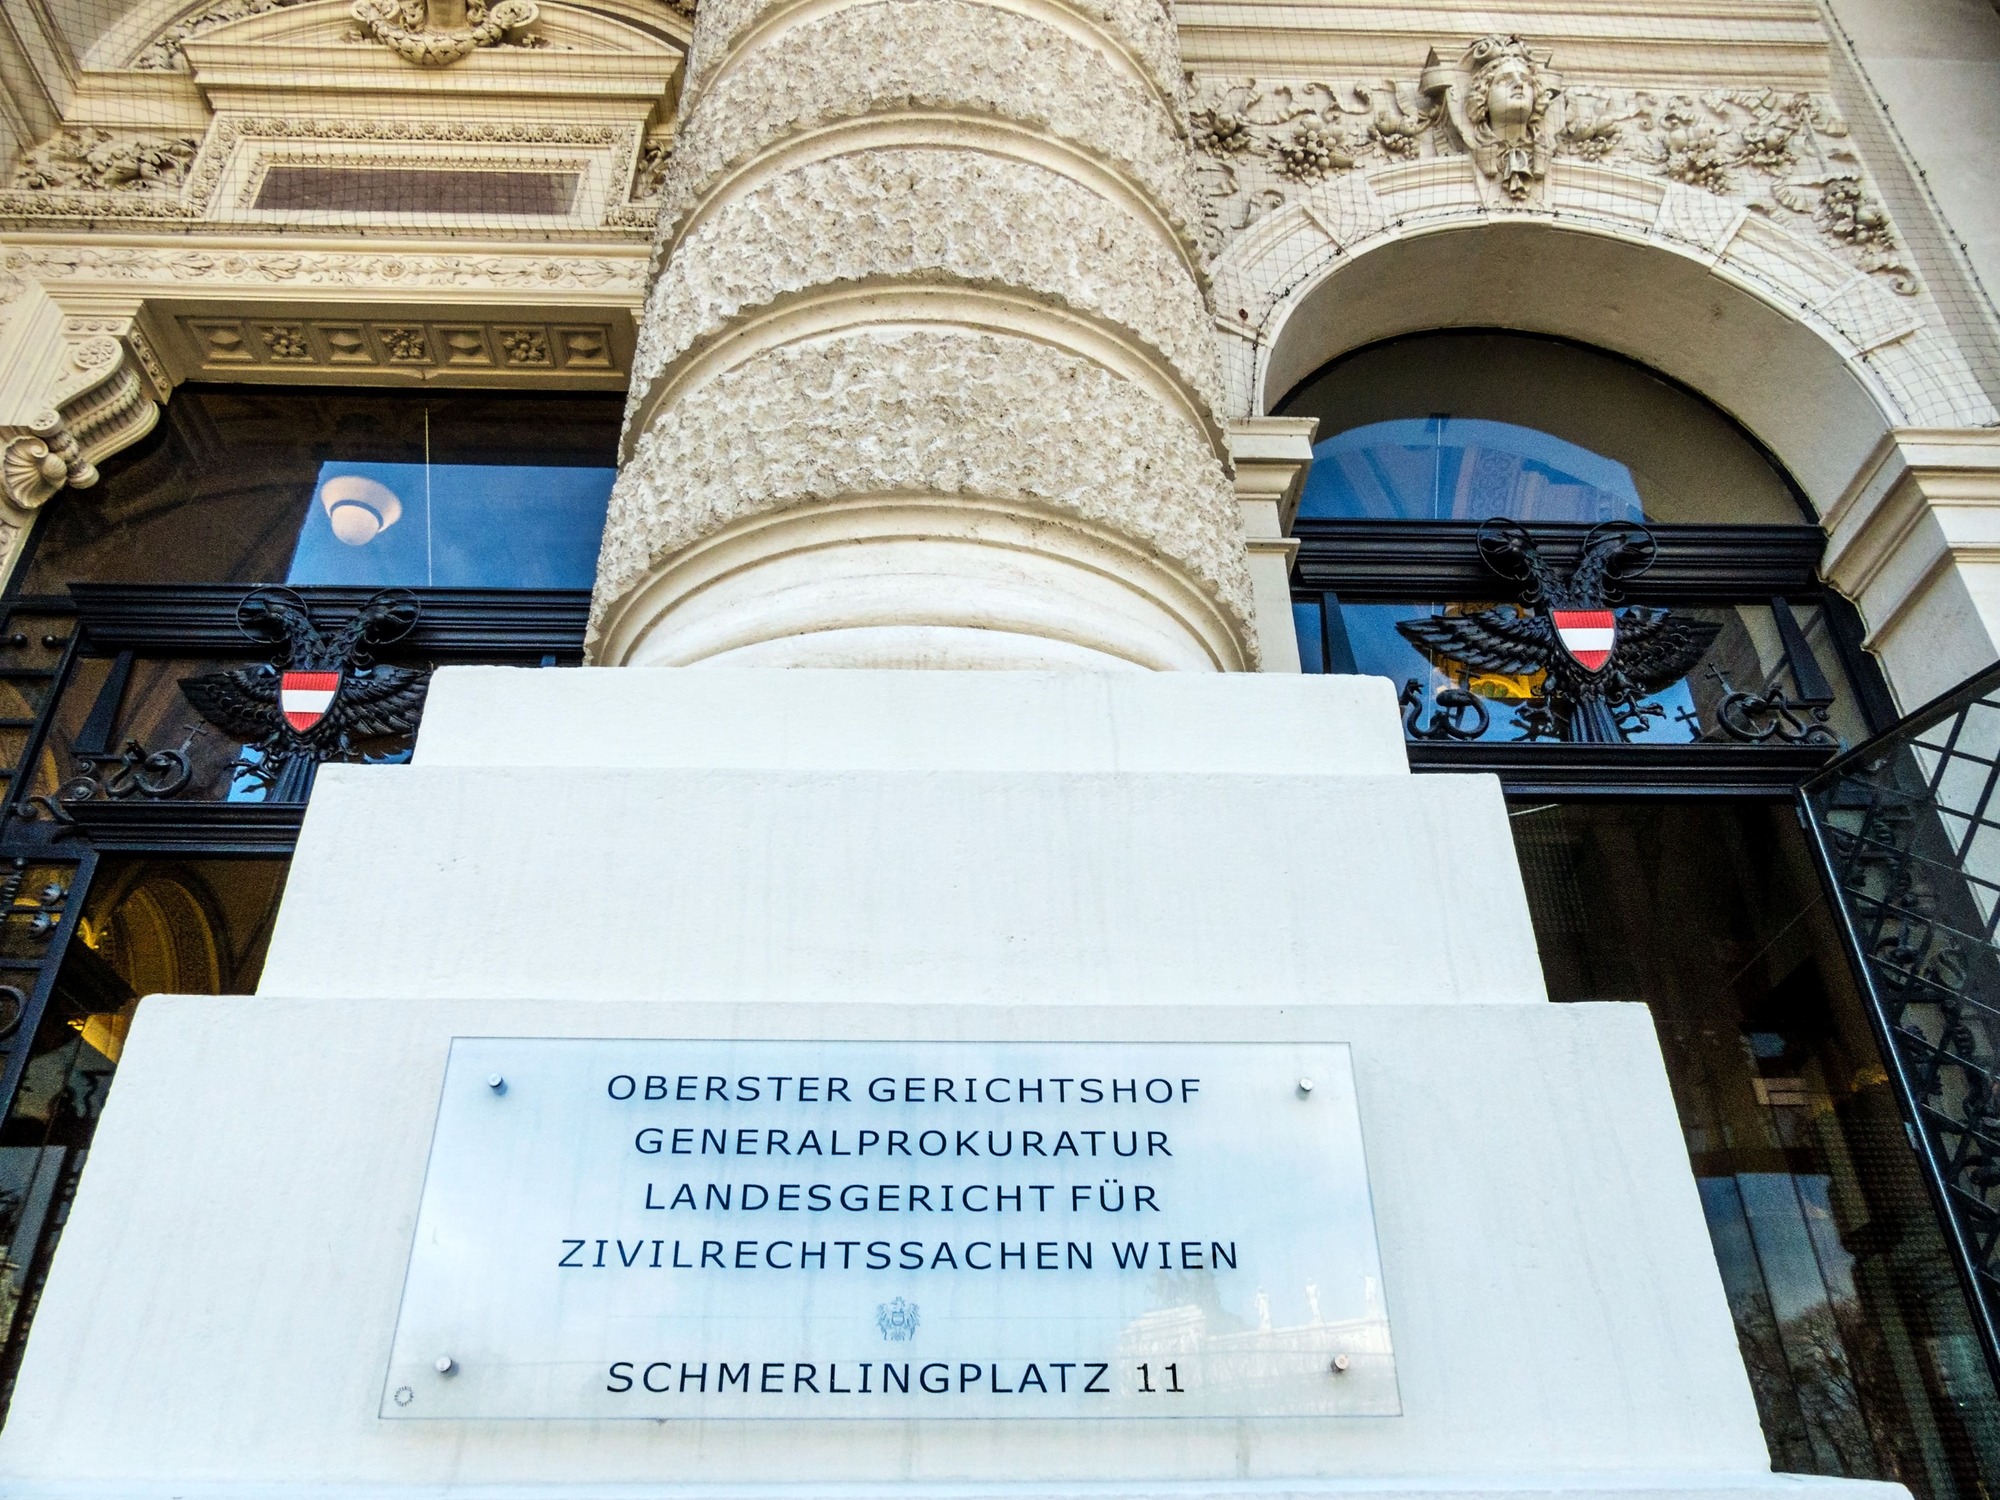 OBERSTER GERICHTSHOF
GENERALPROKURATUR
LANDESGERICHT FÜR
ZIVILRECHTSSACHEN WIEN
SCHMERLINGPLATZ 11